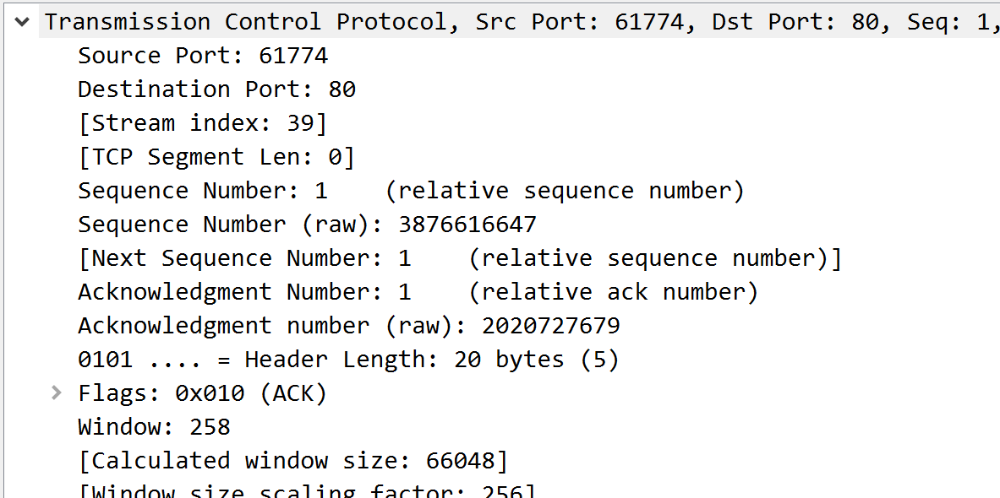 Transmission Control Protocol, Src Port: 61774, Dst Port: 80, Seq: 1,
Source Port: 61774
Destination Port: 80
[Stream index: 39]
[TCP Segment Len: 0]
Sequence Number: 1    (relative sequence number)
Sequence Number (raw): 3876616647
[Next Sequence Number: 1    (relative sequence number)]
Acknowledgment Number: 1    (relative ack number)
Acknowledgment number (raw): 2020727679
0101 .... = Header Length: 20 bytes (5)
Flags: 0x010 (ACK)
Window: 258
[Calculated window size: 66048]
[Window size scaling factor: 256]